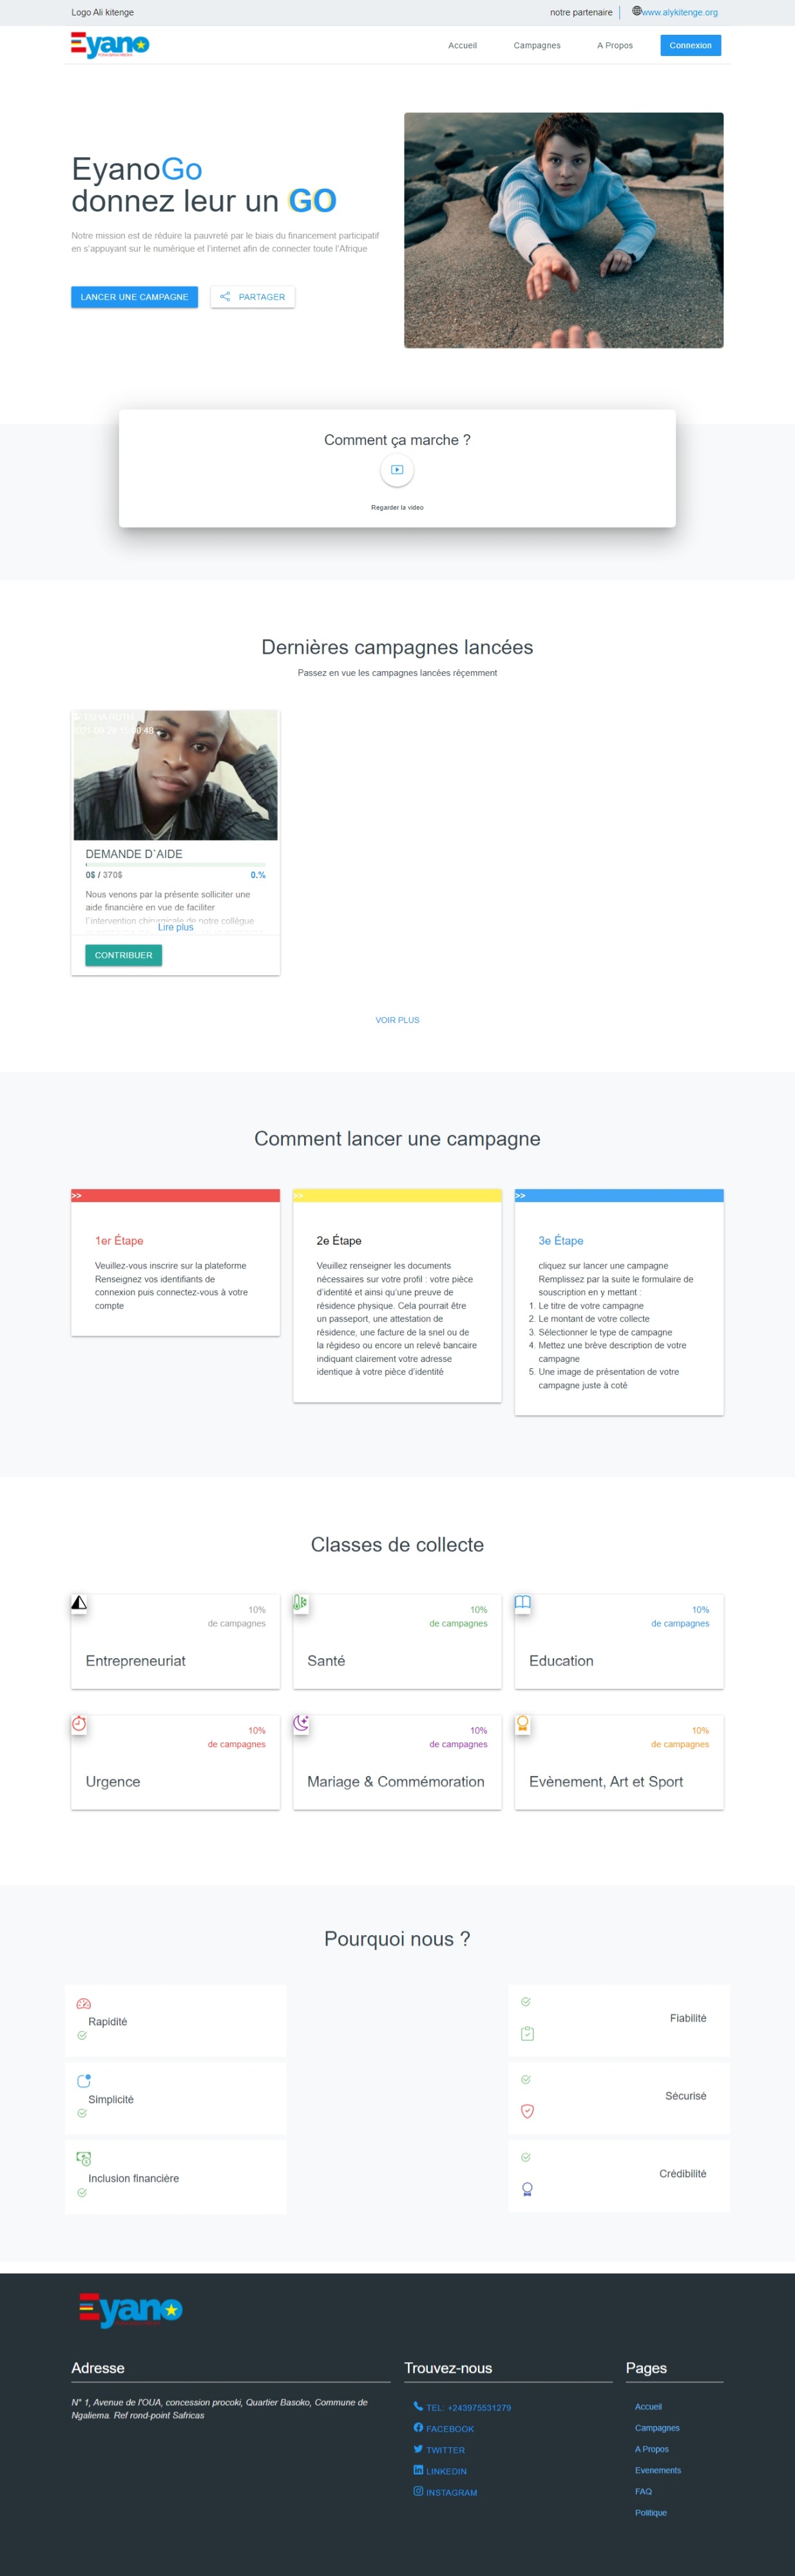 Logo Ali kitenge
notre partenaire
www.alykitenge.org
Eyano
Accueil
Campagnes
A Propos
Connexion
EyanoGo
donnez leur un GO
Notre mission est de réduire la pauvreté par le biais du financement participatif
en s'appuyant sur le numérique et l'internet afin de connecter toute l'Afrique
LANCER UNE CAMPAGNE
PARTAGER
Comment ça marche ?
Regarder la video
Dernières campagnes lancées
Passez en vue les campagnes lancées réçemment
DEMANDE D`AIDE
0$ / 370$
0.%
Nous venons par la présente solliciter une
aide financière en vue de faciliter
l`intervention chirurgicale de notre collègue
Lire plus
CONTRIBUER
VOIR PLUS
Comment lancer une campagne
>>
1er Étape
Veuillez-vous inscrire sur la plateforme
Renseignez vos identifiants de
connexion puis connectez-vous à votre
compte
>>
2e Étape
Veuillez renseigner les documents
nécessaires sur votre profil : votre pièce
d'identité et ainsi qu'une preuve de
résidence physique. Cela pourrait être
un passeport, une attestation de
résidence, une facture de la snel ou de
la régideso ou encore un relevé bancaire
indiquant clairement votre adresse
identique à votre pièce d'identité
>>
3e Étape
cliquez sur lancer une campagne
Remplissez par la suite le formulaire de
souscription en y mettant :
1. Le titre de votre campagne
2. Le montant de votre collecte
3. Sélectionner le type de campagne
4. Mettez une brève description de votre
campagne
5. Une image de présentation de votre
campagne juste à coté
Classes de collecte
10%
de campagnes
Entrepreneuriat
10%
de campagnes
Santé
10%
de campagnes
Education
10%
de campagnes
Urgence
10%
de campagnes
Mariage & Commémoration
10%
de campagnes
Evènement, Art et Sport
Pourquoi nous ?
Rapidité
Fiabilité
Simplicité
Sécurisé
Inclusion financière
Crédibilité
Eyano
Adresse
N° 1, Avenue de l'OUA, concession procoki, Quartier Basoko, Commune de
Ngaliema. Ref rond-point Safricas
Trouvez-nous
TEL: +243975531279
FACEBOOK
TWITTER
LINKEDIN
INSTAGRAM
Pages
Accueil
Campagnes
A Propos
Evenements
FAQ
Politique